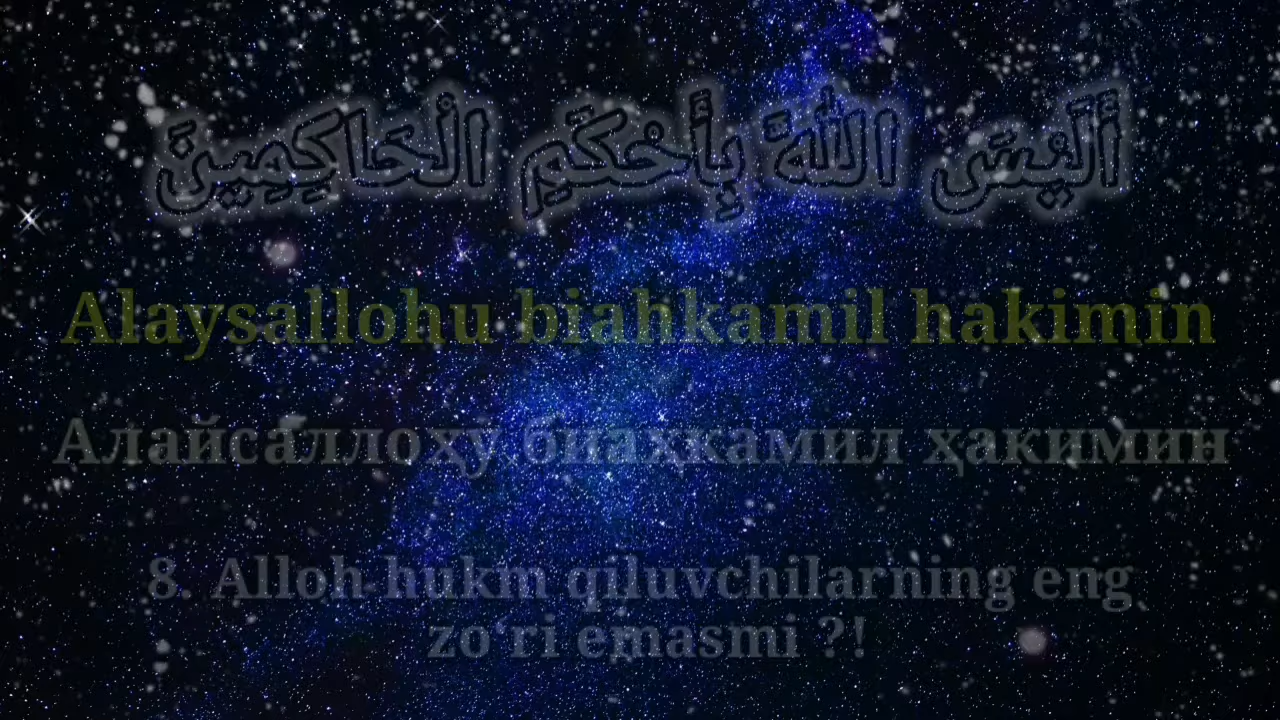 أَلَيْسَ اللَّهُ بِأَحْكَمِ الْحَاكِمِينَ
Alaysallohu biahkamil hakimin
Алайсаллоҳу биаҳкамил ҳакимин
8. Alloh hukm qiluvchilarning eng
zo‘ri emasmi ?!